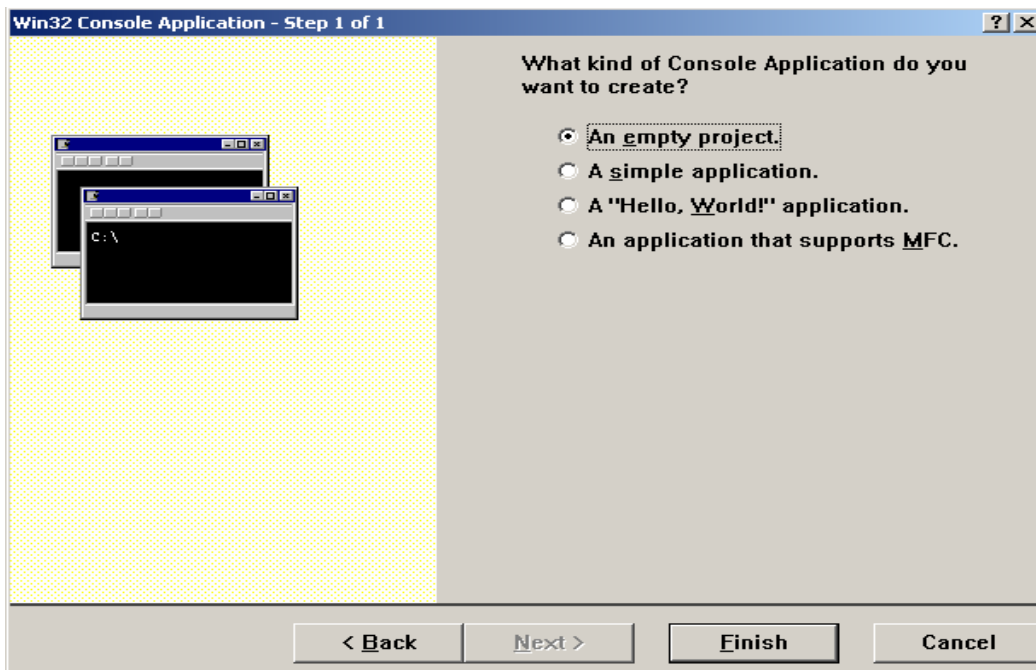 Win32 Console Application - Step 1 of 1
What kind of Console Application do you
want to create?
An empty project.
A simple application.
A "Hello, World!" application.
An application that supports MFC.
C:\
< Back
Next >
Finish
Cancel